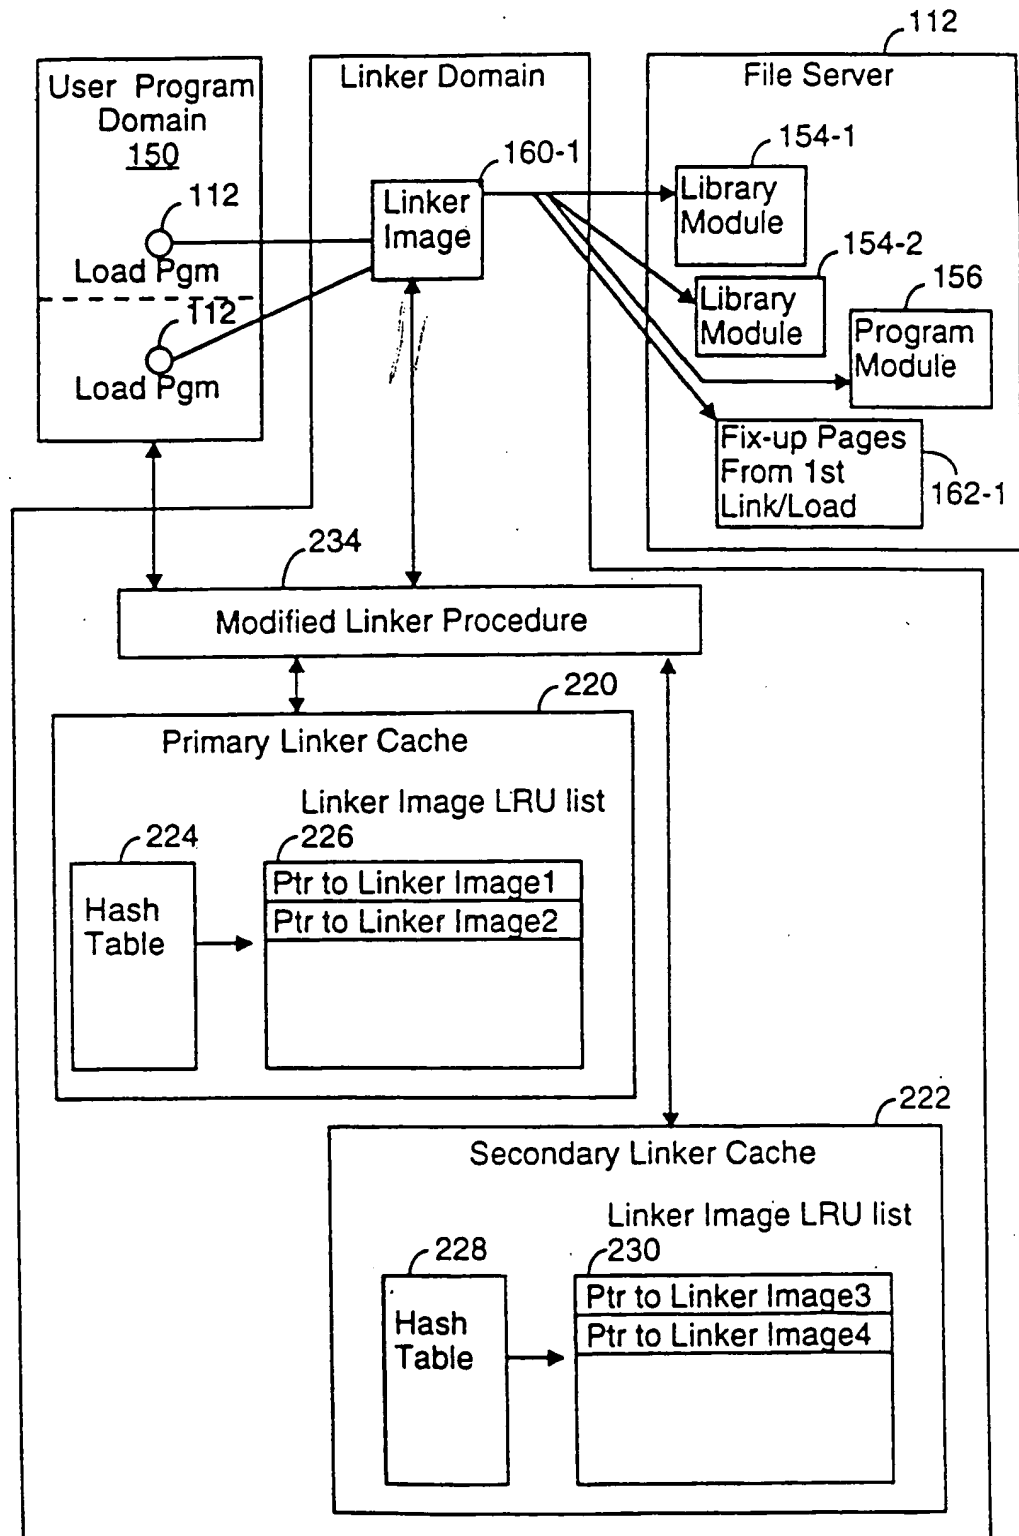 112
User Program
Domain
150
Linker Domain
File Server
160-1
154-1
Linker
Image
Library
Module
112
Load Pgm
154-2
156
Library
Module
Program
Module
112
Load Pgm
Fix-up Pages
From 1st
Link/Load
162-1
234
Modified Linker Procedure
220
Primary Linker Cache
Linker Image LRU list
224
226
Hash
Table
Ptr to Linker Image1
Ptr to Linker Image2
222
Secondary Linker Cache
Linker Image LRU list
228
230
Hash
Table
Ptr to Linker Image3
Ptr to Linker Image4